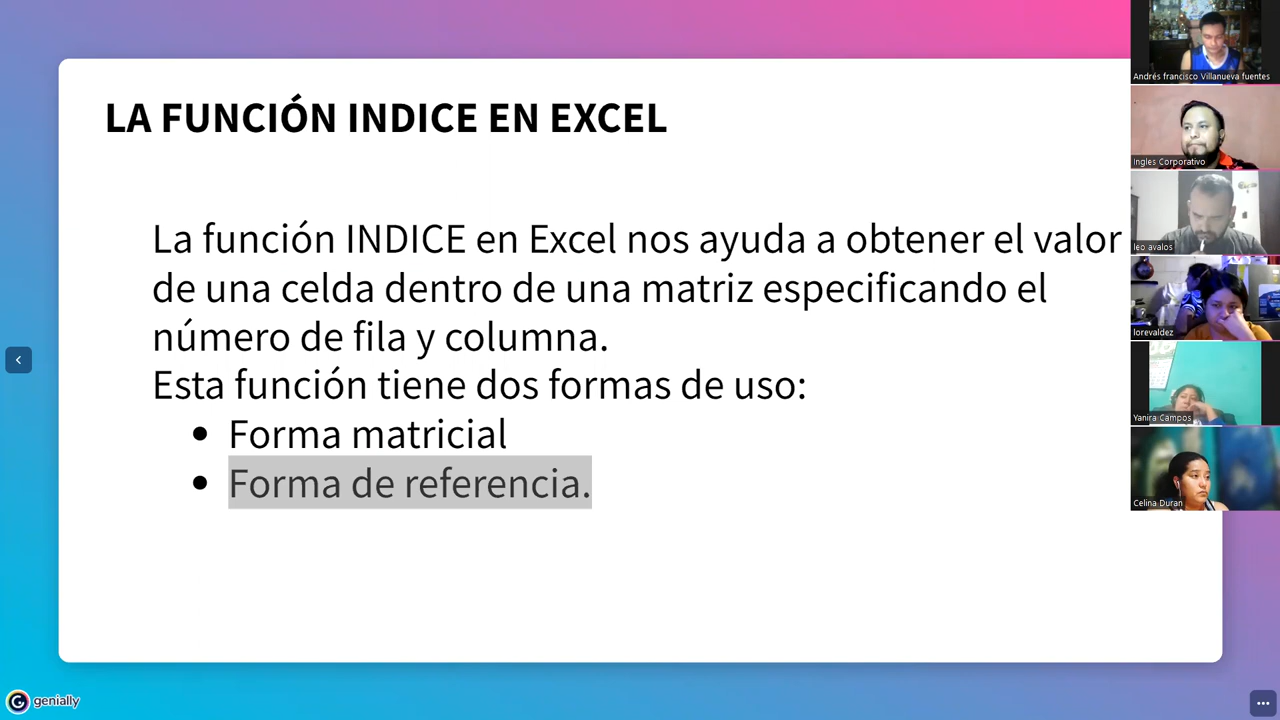 LA FUNCIÓN INDICE EN EXCEL
La función INDICE en Excel nos ayuda a obtener el valor
de una celda dentro de una matriz especificando el
número de fila y columna.
Esta función tiene dos formas de uso:
• Forma matricial
• Forma de referencia.
Andrés francisco Villanueva fuentes
Ingles Corporativo
leo avalos
lorevaldez
Yanira Campos
Celina Duran
genially